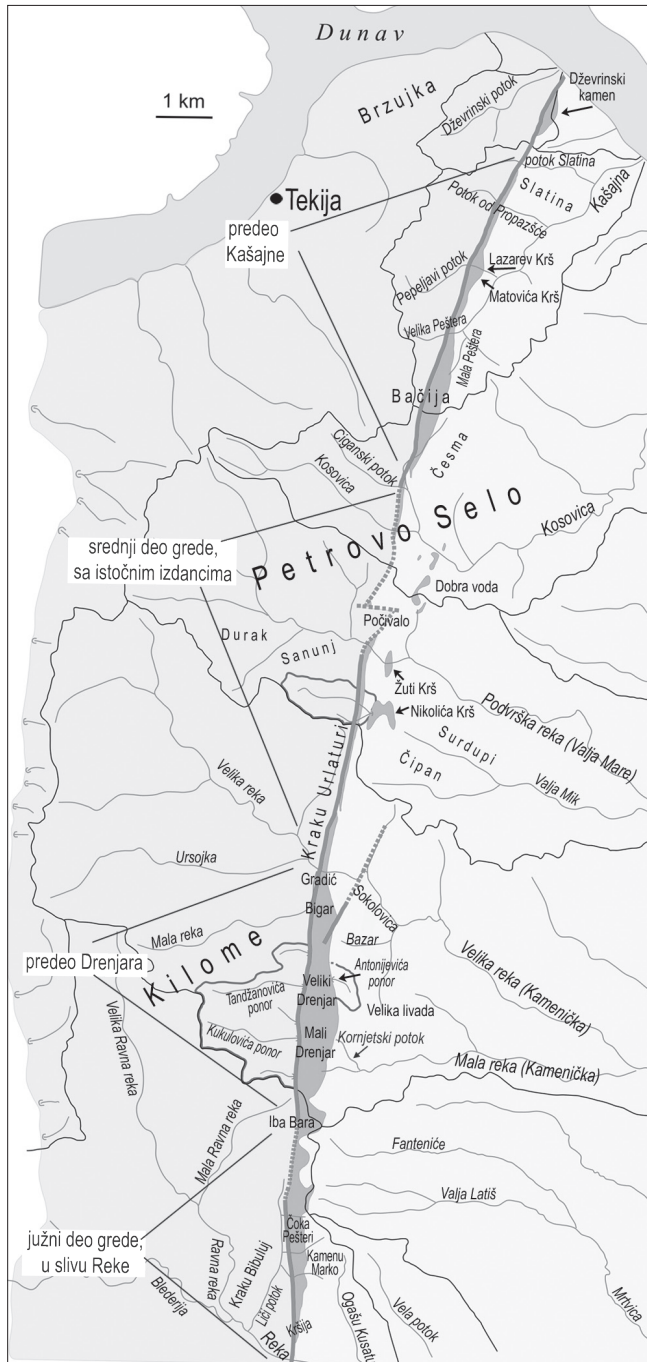 Dunav
1 km
Brzujka
Dževrinski potok
Dževrinski
kamen
potok Slatina
Slatina
Kašajna
Tekija
Potok od Propazšće
predeo
Kašajne
Lazarev Krš
Pepeljavi potok
Matovića Krš
Velika Peštera
Mala Peštera
Bačija
Ciganski potok
Česma
Kosovica
Kosovica
Petrovo Selo
srednji deo grede,
sa istočnim izdancima
Dobra voda
Počivalo
Durak
Sanunj
Žuti Krš
Nikolića Krš
Podvrška reka (Valja Mare)
Surdupi
Čipan
Valja Mik
Kraku Urlaturi
Velika reka
Ursojka
Gradić
Sokolovica
Bigar
Mala reka
Bazar
Kilome
predeo Drenjara
Antonijevića
ponor
Veliki
Drenjar
Tandžanovića
ponor
Velika livada
Velika reka (Kamenička)
Mali
Drenjar
Kornjetski potok
Kukulovića ponor
Velika Ravna reka
Mala reka (Kamenička)
Iba Bara
Mala Ravna reka
Fanteniće
Valja Latiš
južni deo grede,
u slivu Reke
Čoka
Pešteri
Kamenu
Marko
Ravna reka
Kraku Bibuluj
Liči potok
Blederija
Reka
Kršija
Ogašu Kusatu
Vela potok
Mrtvica